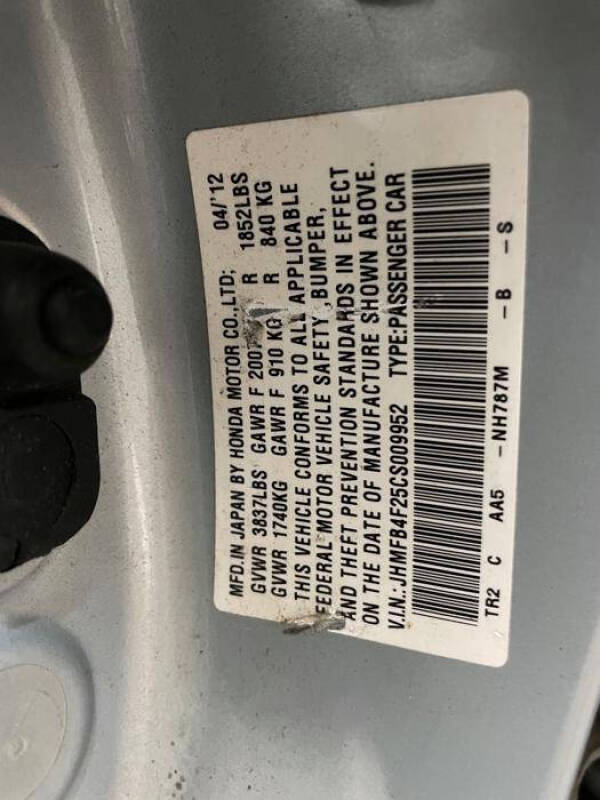 MFD.IN JAPAN BY HONDA MOTOR CO.,LTD; 04/'12
GVWR 3837LBS GAWR F 2007 R 1852LBS
GVWR 1740KG GAWR F 910 KG R 840 KG
THIS VEHICLE CONFORMS TO ALL APPLICABLE
FEDERAL MOTOR VEHICLE SAFETY ,BUMPER,
AND THEFT PREVENTION STANDARDS IN EFFECT
ON THE DATE OF MANUFACTURE SHOWN ABOVE.
V.I.N.: JHMFB4F25CS009952 TYPE:PASSENGER CAR
TR2 C AA5 -NH787M -B -S